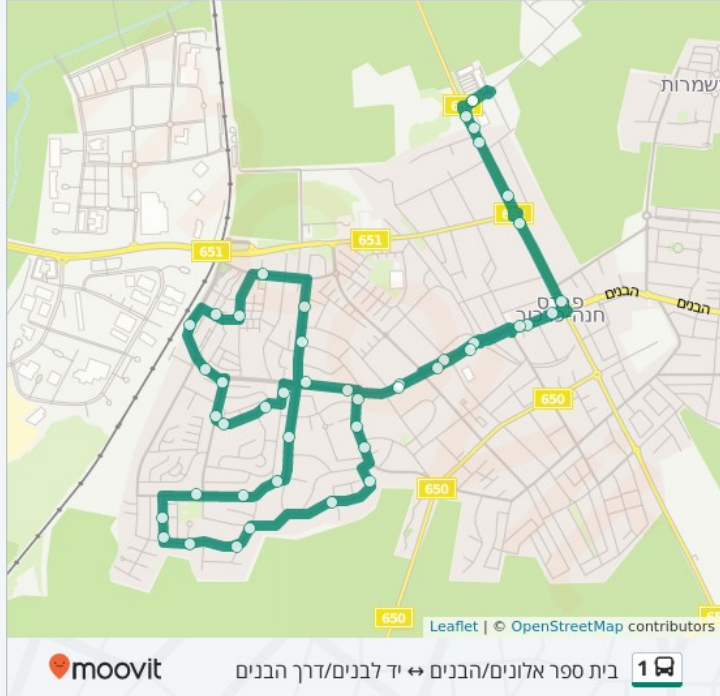 שמרות
651
651
הבנים
הבנים
פרדס
חנה כרכור
650
650
650
Leaflet | © OpenStreetMap contributors
moovit
בית ספר אלונים/הבנים ↔ יד לבנים/דרך הבנים
1